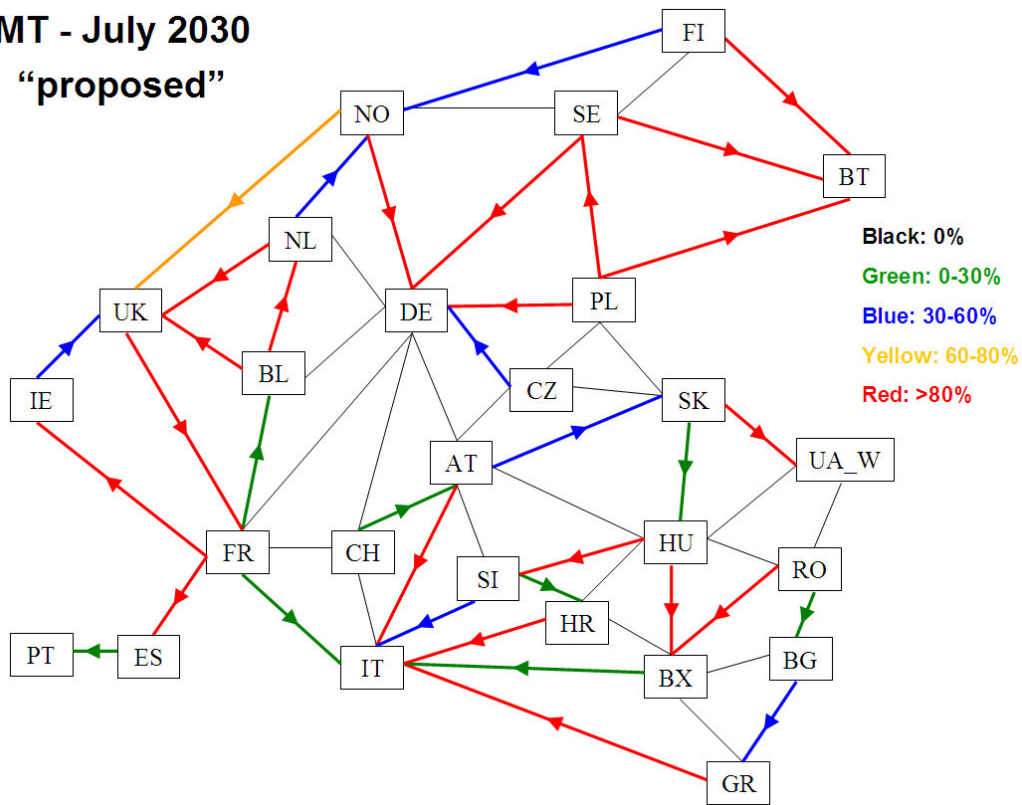 MT - July 2030
“proposed”
FI
NO
SE
BT
NL
Black: 0%
Green: 0-30%
Blue: 30-60%
Yellow: 60-80%
Red: >80%
UK
DE
PL
BL
CZ
IE
SK
AT
UA_W
FR
CH
HU
SI
RO
HR
PT
ES
IT
BX
BG
GR